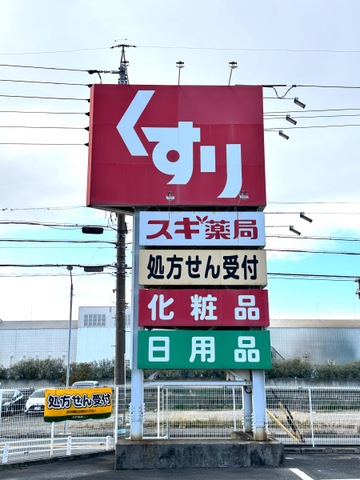 くすり
スギ薬局
処方せん受付
化粧品
日用品
処方せん受付